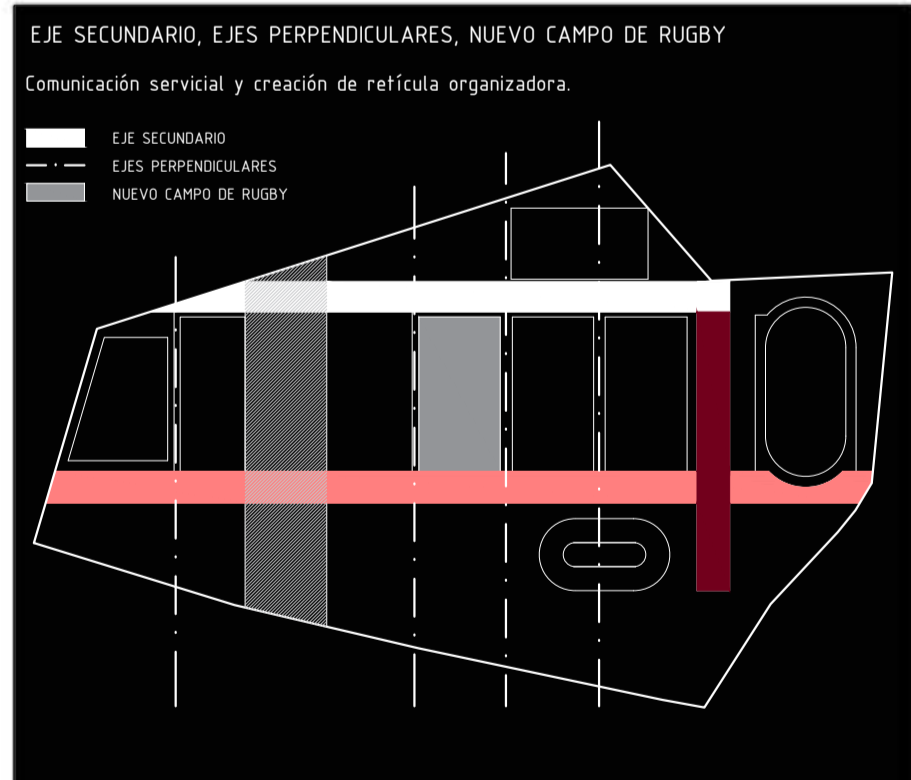 EJE SECUNDARIO, EJES PERPENDICULARES, NUEVO CAMPO DE RUGBY
Comunicación servicial y creación de retícula organizadora.
EJE SECUNDARIO
EJES PERPENDICULARES
NUEVO CAMPO DE RUGBY